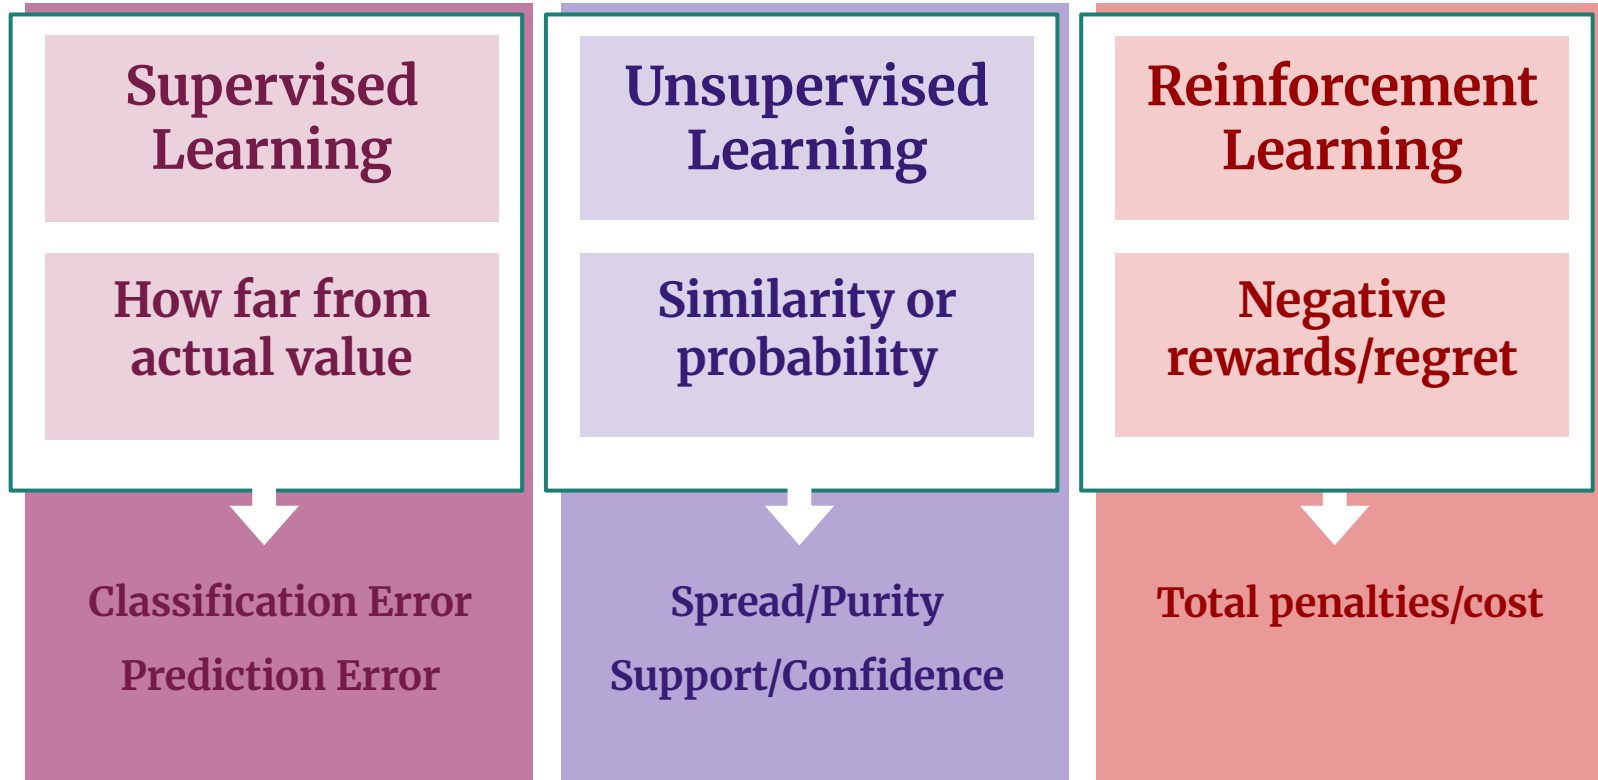 Supervised
Learning
How far from
actual value
Classification Error
Prediction Error
Unsupervised
Learning
Similarity or
probability
Spread/Purity
Support/Confidence
Reinforcement
Learning
Negative
rewards/regret
Total penalties/cost